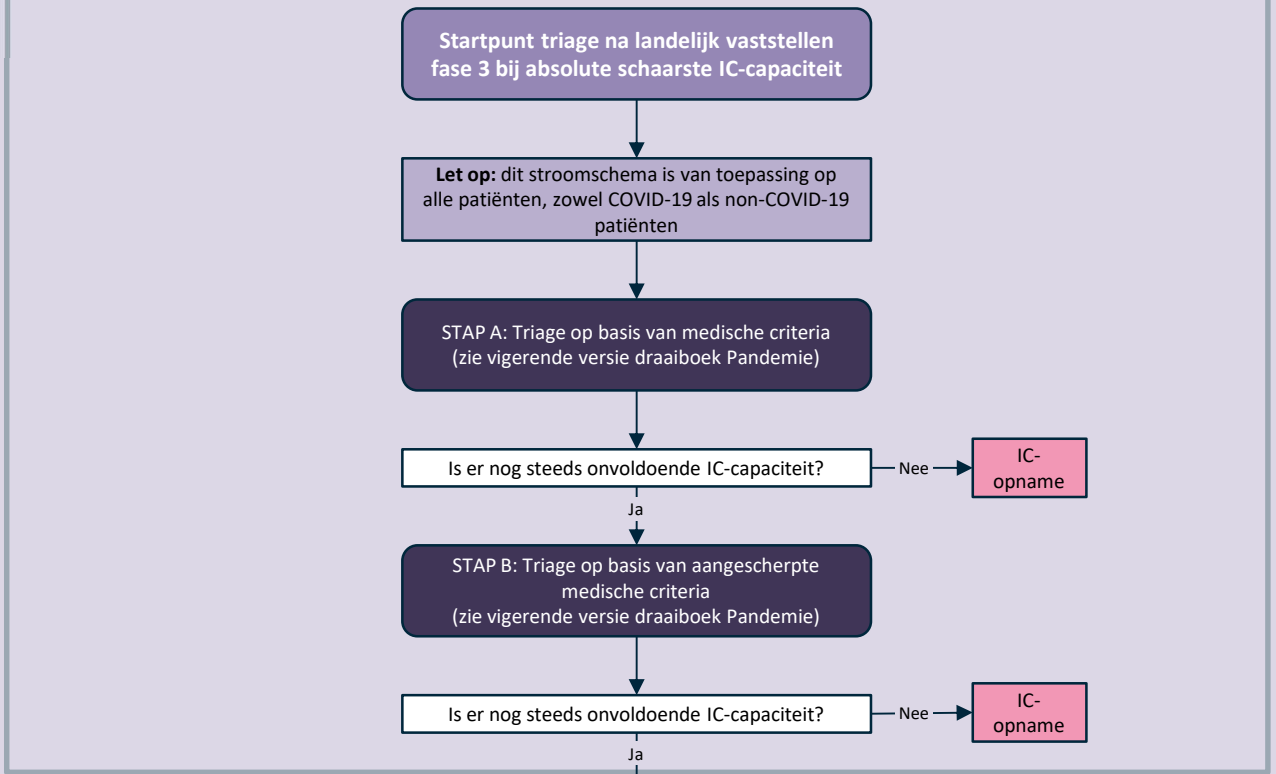 Startpunt triage na landelijk vaststellen
fase 3 bij absolute schaarste IC-capaciteit
Let op: dit stroomschema is van toepassing op
alle patiënten, zowel COVID-19 als non-COVID-19
patiënten
STAP A: Triage op basis van medische criteria
(zie vigerende versie draaiboek Pandemie)
Is er nog steeds onvoldoende IC-capaciteit?
Nee
IC-
opname
Ja
STAP B: Triage op basis van aangescherpte
medische criteria
(zie vigerende versie draaiboek Pandemie)
Is er nog steeds onvoldoende IC-capaciteit?
Nee
IC-
opname
Ja